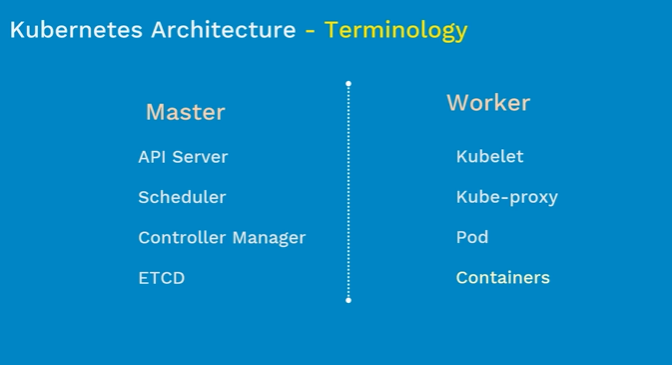 Kubernetes Architecture - Terminology
Master
API Server
Scheduler
Controller Manager
ETCD
Worker
Kubelet
Kube-proxy
Pod
Containers